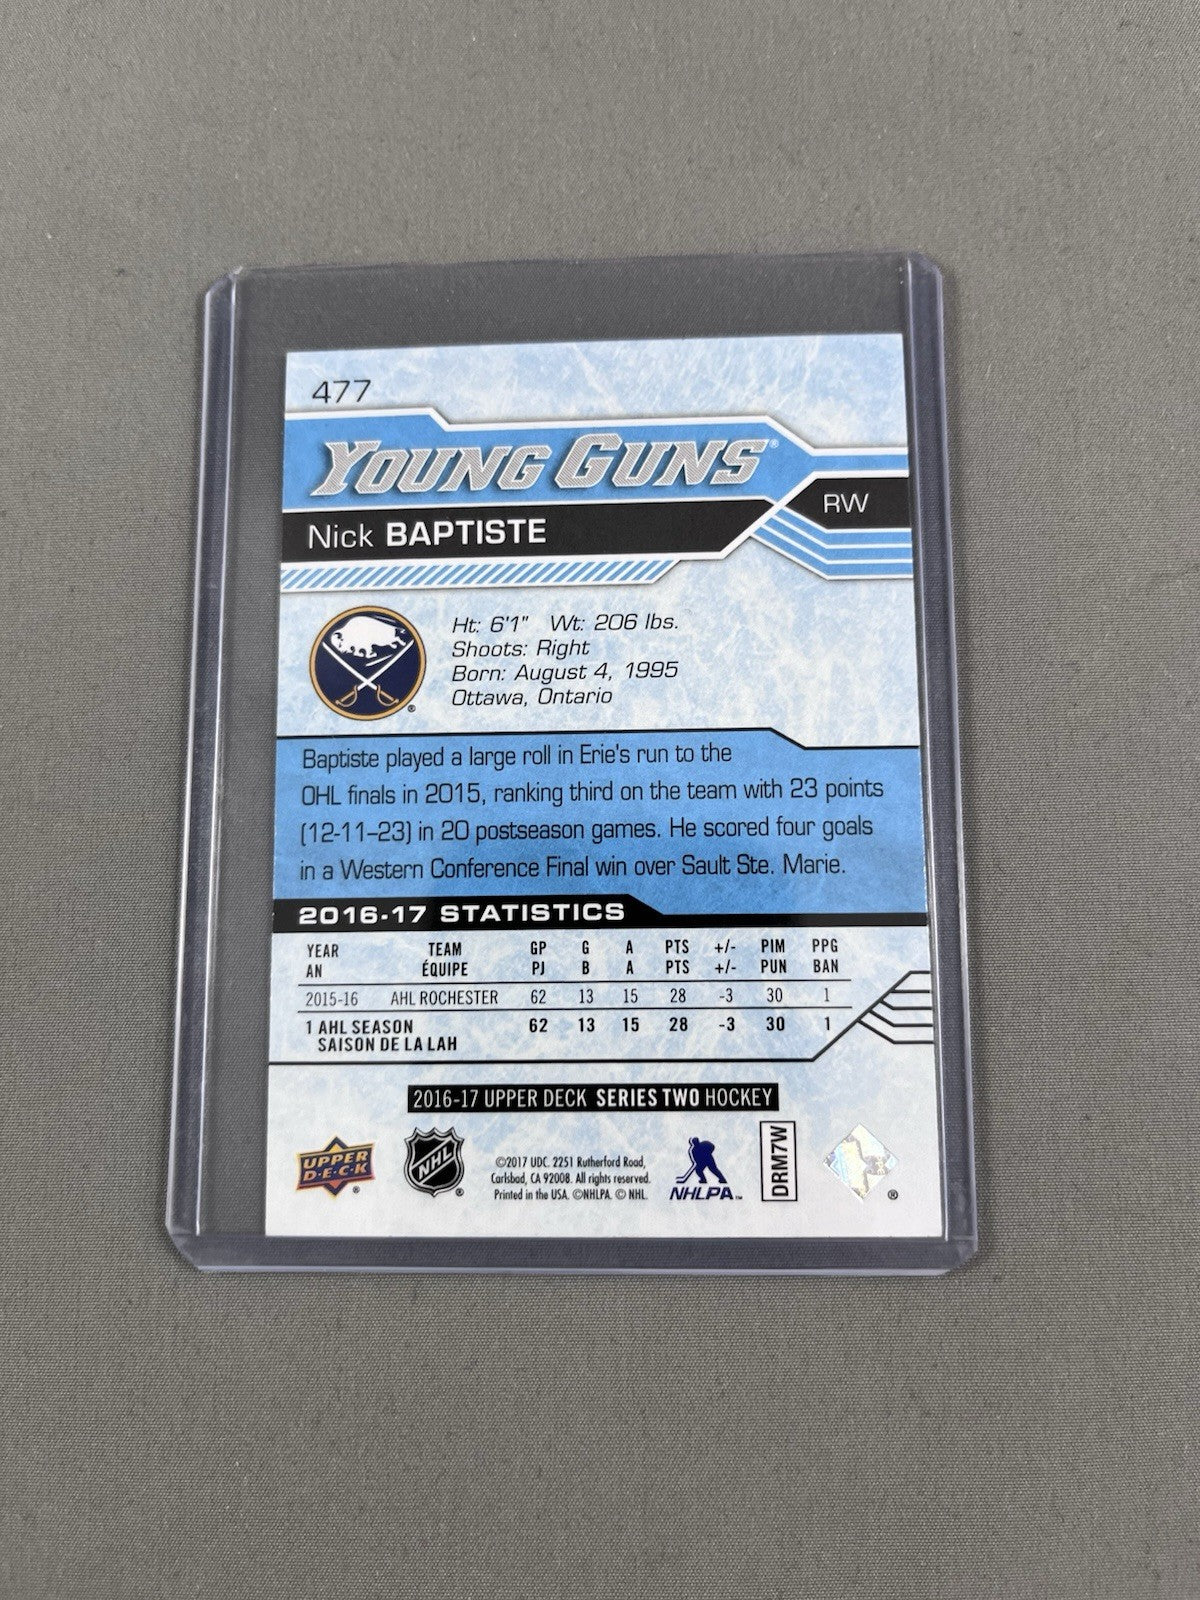 477
YOUNG GUNS®
Nick BAPTISTE
RW
Ht: 6'1" Wt: 206 lbs.
Shoots: Right
Born: August 4, 1995
Ottawa, Ontario
Baptiste played a large roll in Erie's run to the
OHL finals in 2015, ranking third on the team with 23 points
(12-11–23) in 20 postseason games. He scored four goals
in a Western Conference Final win over Sault Ste. Marie.
2016-17 STATISTICS
YEAR TEAM GP G A PTS +/- PIM PPG
AN ÉQUIPE PJ B A PTS +/- PUN BAN
2015-16 AHL ROCHESTER 62 13 15 28 -3 30 1
1 AHL SEASON 62 13 15 28 -3 30 1
SAISON DE LA LAH
2016-17 UPPER DECK SERIES TWO HOCKEY
UPPER
D·E·C·K
®
NHL
®
©2017 UDC. 2251 Rutherford Road,
Carlsbad, CA 92008. All rights reserved.
Printed in the USA. ©NHLPA. © NHL.
NHLPA™
DRM7W
®